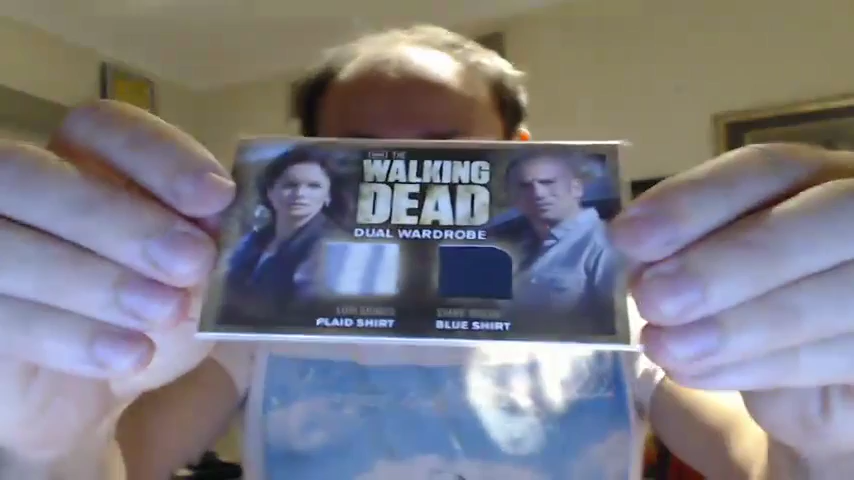 THE
WALKING
DEAD
DUAL WARDROBE
PLAID SHIRT
BLUE SHIRT